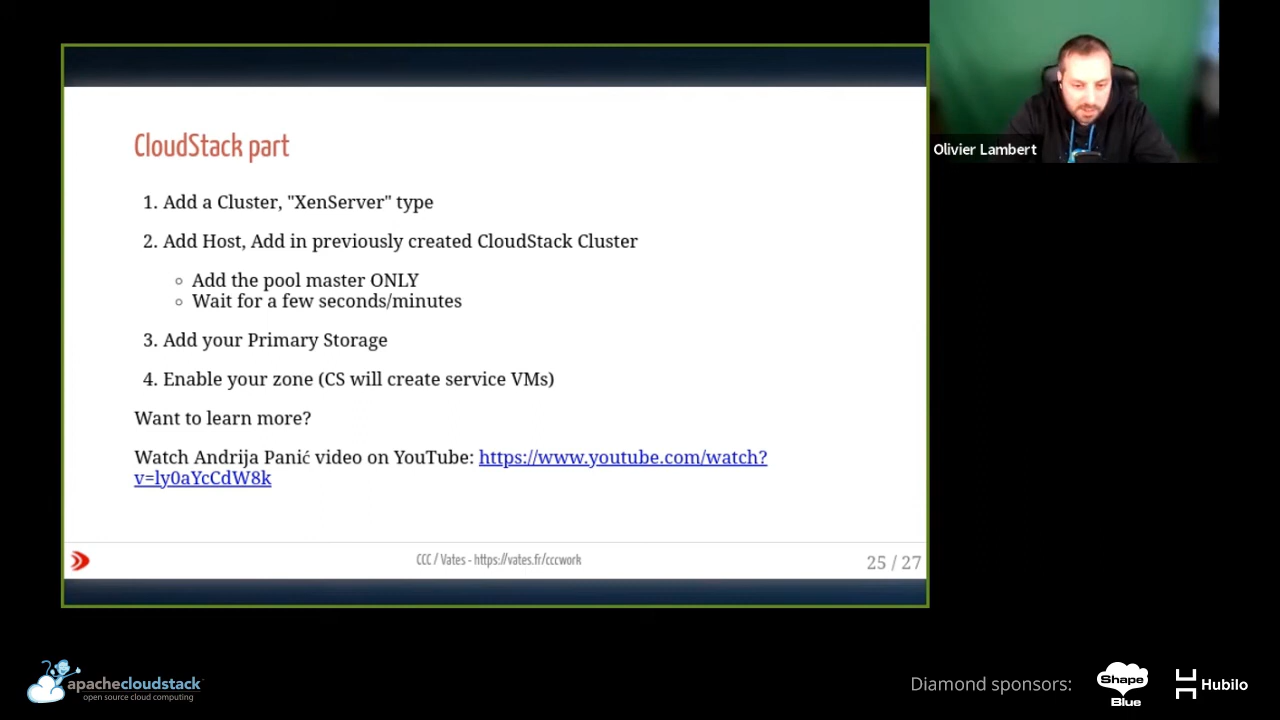 CloudStack part
1. Add a Cluster, "XenServer" type
2. Add Host, Add in previously created CloudStack Cluster
◦ Add the pool master ONLY
◦ Wait for a few seconds/minutes
3. Add your Primary Storage
4. Enable your zone (CS will create service VMs)
Want to learn more?
Watch Andrija Panić video on YouTube: https://www.youtube.com/watch?
v=ly0aYcCdW8k
CCC / Vates - https://vates.fr/cccwork
25 / 27
Olivier Lambert
apachecloudstack
open source cloud computing
Diamond sponsors:
Shape
Blue
Hubilo